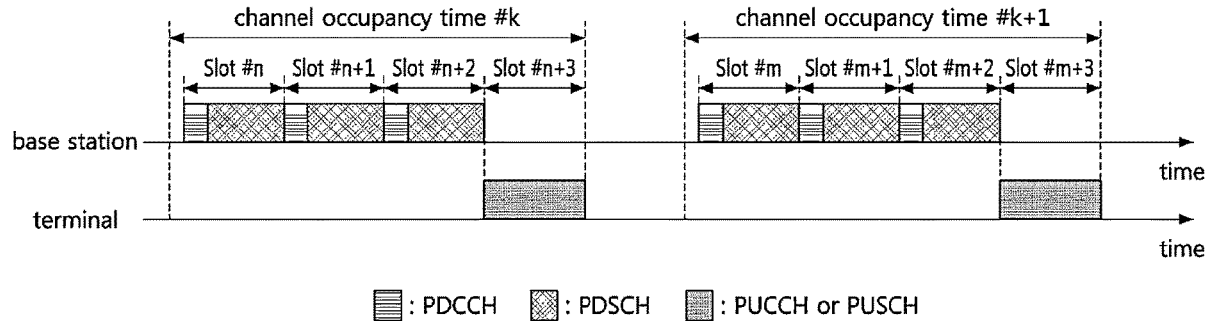 channel occupancy time #k channel occupancy time #k+1
Slot #n Slot #n+1 Slot #n+2 Slot #n+3 Slot #m Slot #m+1 Slot #m+2 Slot #m+3
base station
time
terminal
time
: PDCCH : PDSCH : PUCCH or PUSCH